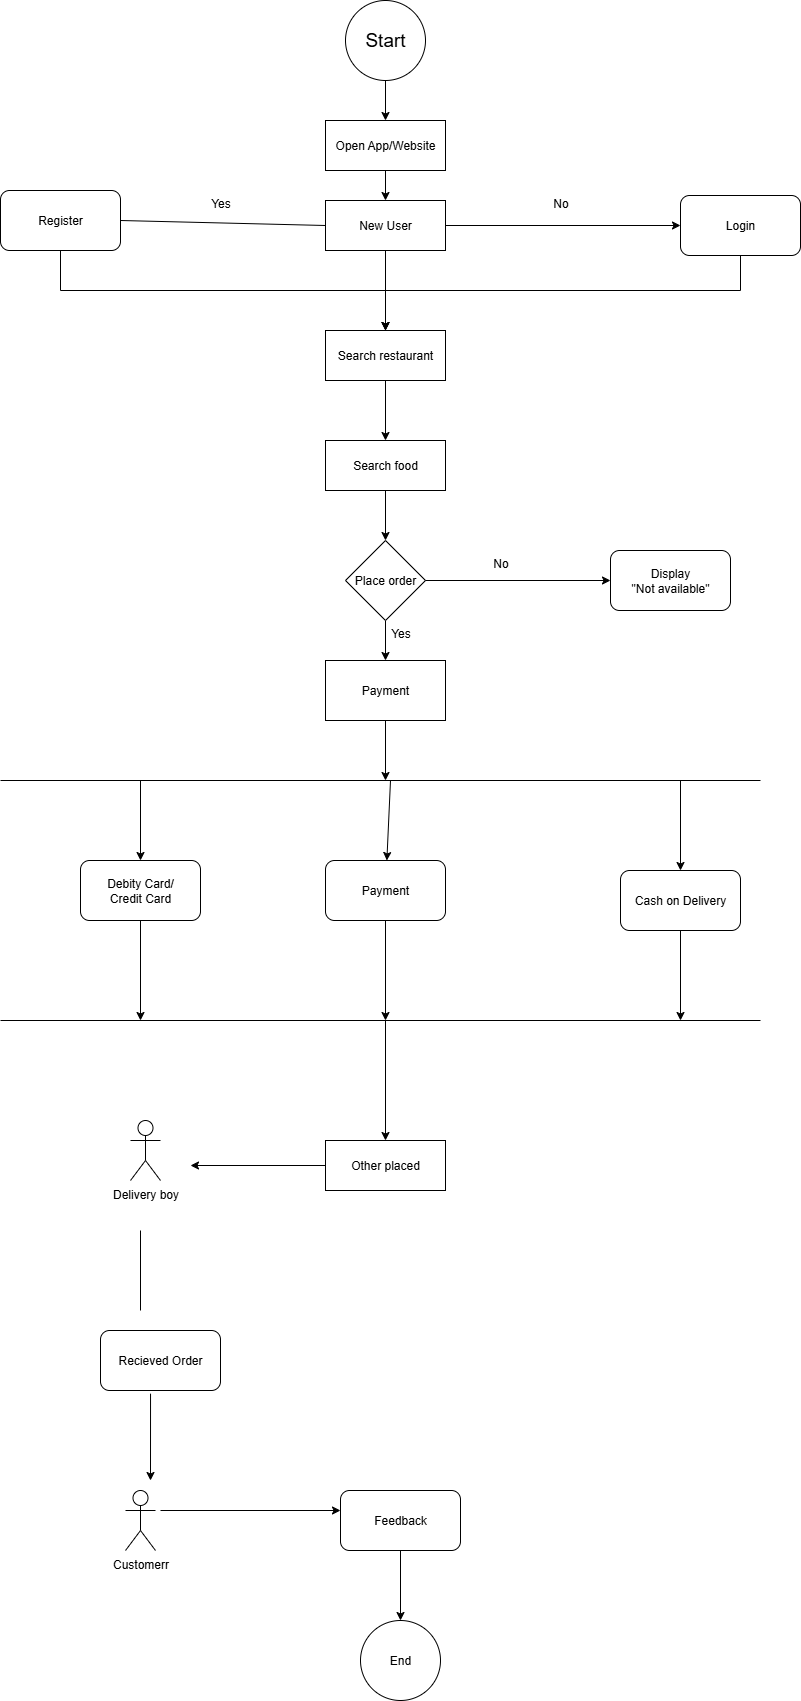 Start
Open App/Website
Yes
No
Register
New User
Login
Search restaurant
Search food
No
Place order
Display
"Not available"
Yes
Payment
Debity Card/
Credit Card
Payment
Cash on Delivery
Other placed
Delivery boy
Recieved Order
Feedback
Customerr
End